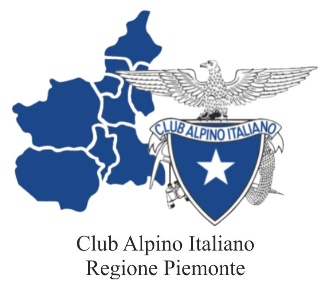 CLUB ALPINO ITALIANO
Club Alpino Italiano
Regione Piemonte